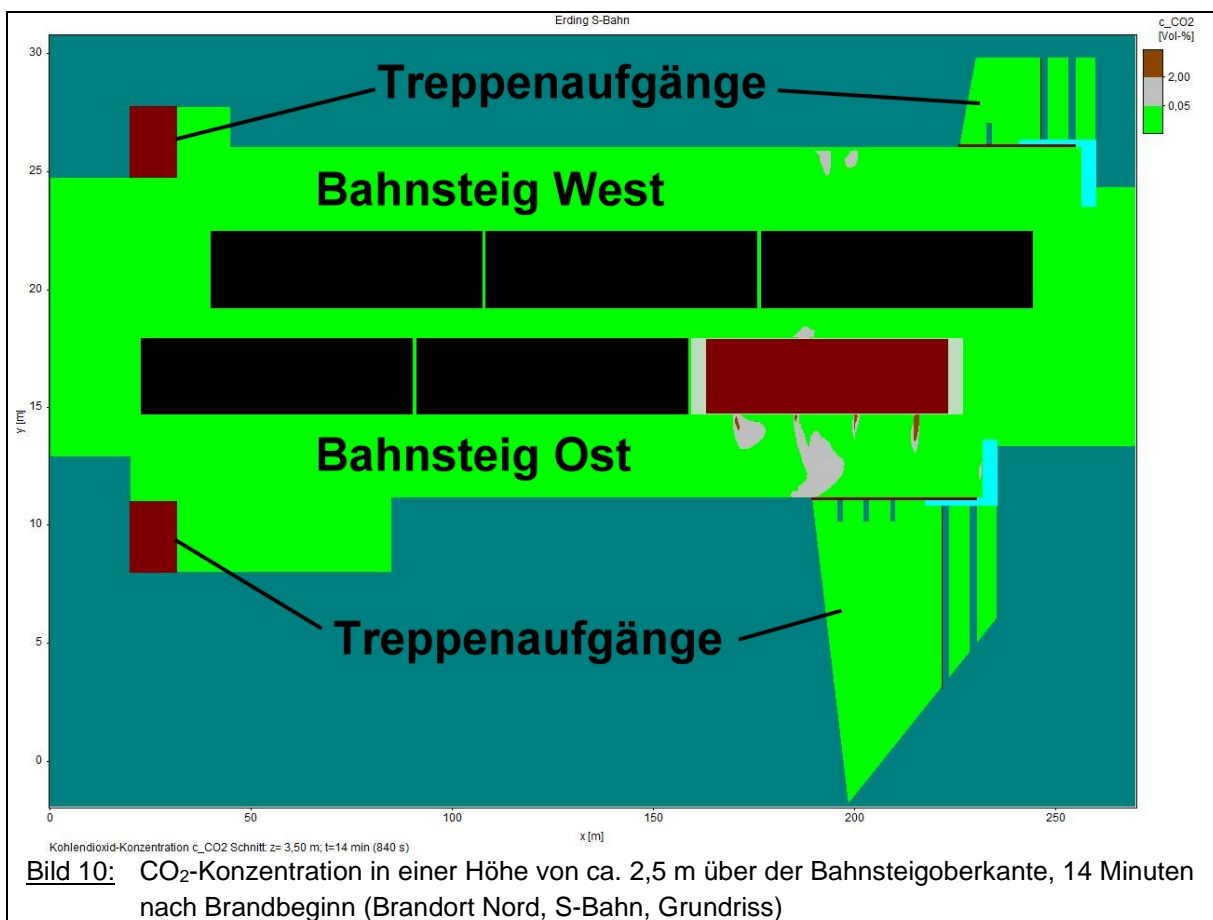 Erding S-Bahn
c_CO2
[Vol-%]
2,00
0,05
30
25
20
15
10
5
0
y [m]
Treppenaufgänge
Bahnsteig West
Bahnsteig Ost
Treppenaufgänge
0
50
100
150
200
250
x [m]
Kohlendioxid-Konzentration c_CO2 Schnitt: z= 3,50 m; t=14 min (840 s)
Bild 10: CO₂-Konzentration in einer Höhe von ca. 2,5 m über der Bahnsteigoberkante, 14 Minuten
nach Brandbeginn (Brandort Nord, S-Bahn, Grundriss)